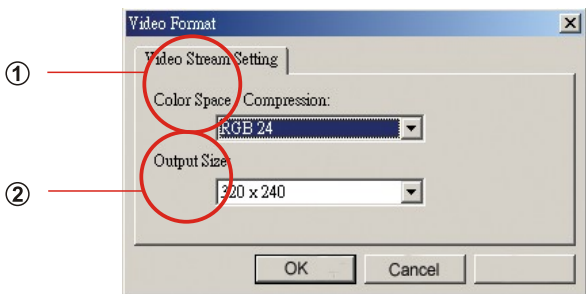 Video Format
Video Stream Setting
1
Color Space / Compression:
RGB 24
Output Size:
2
320 x 240
OK
Cancel